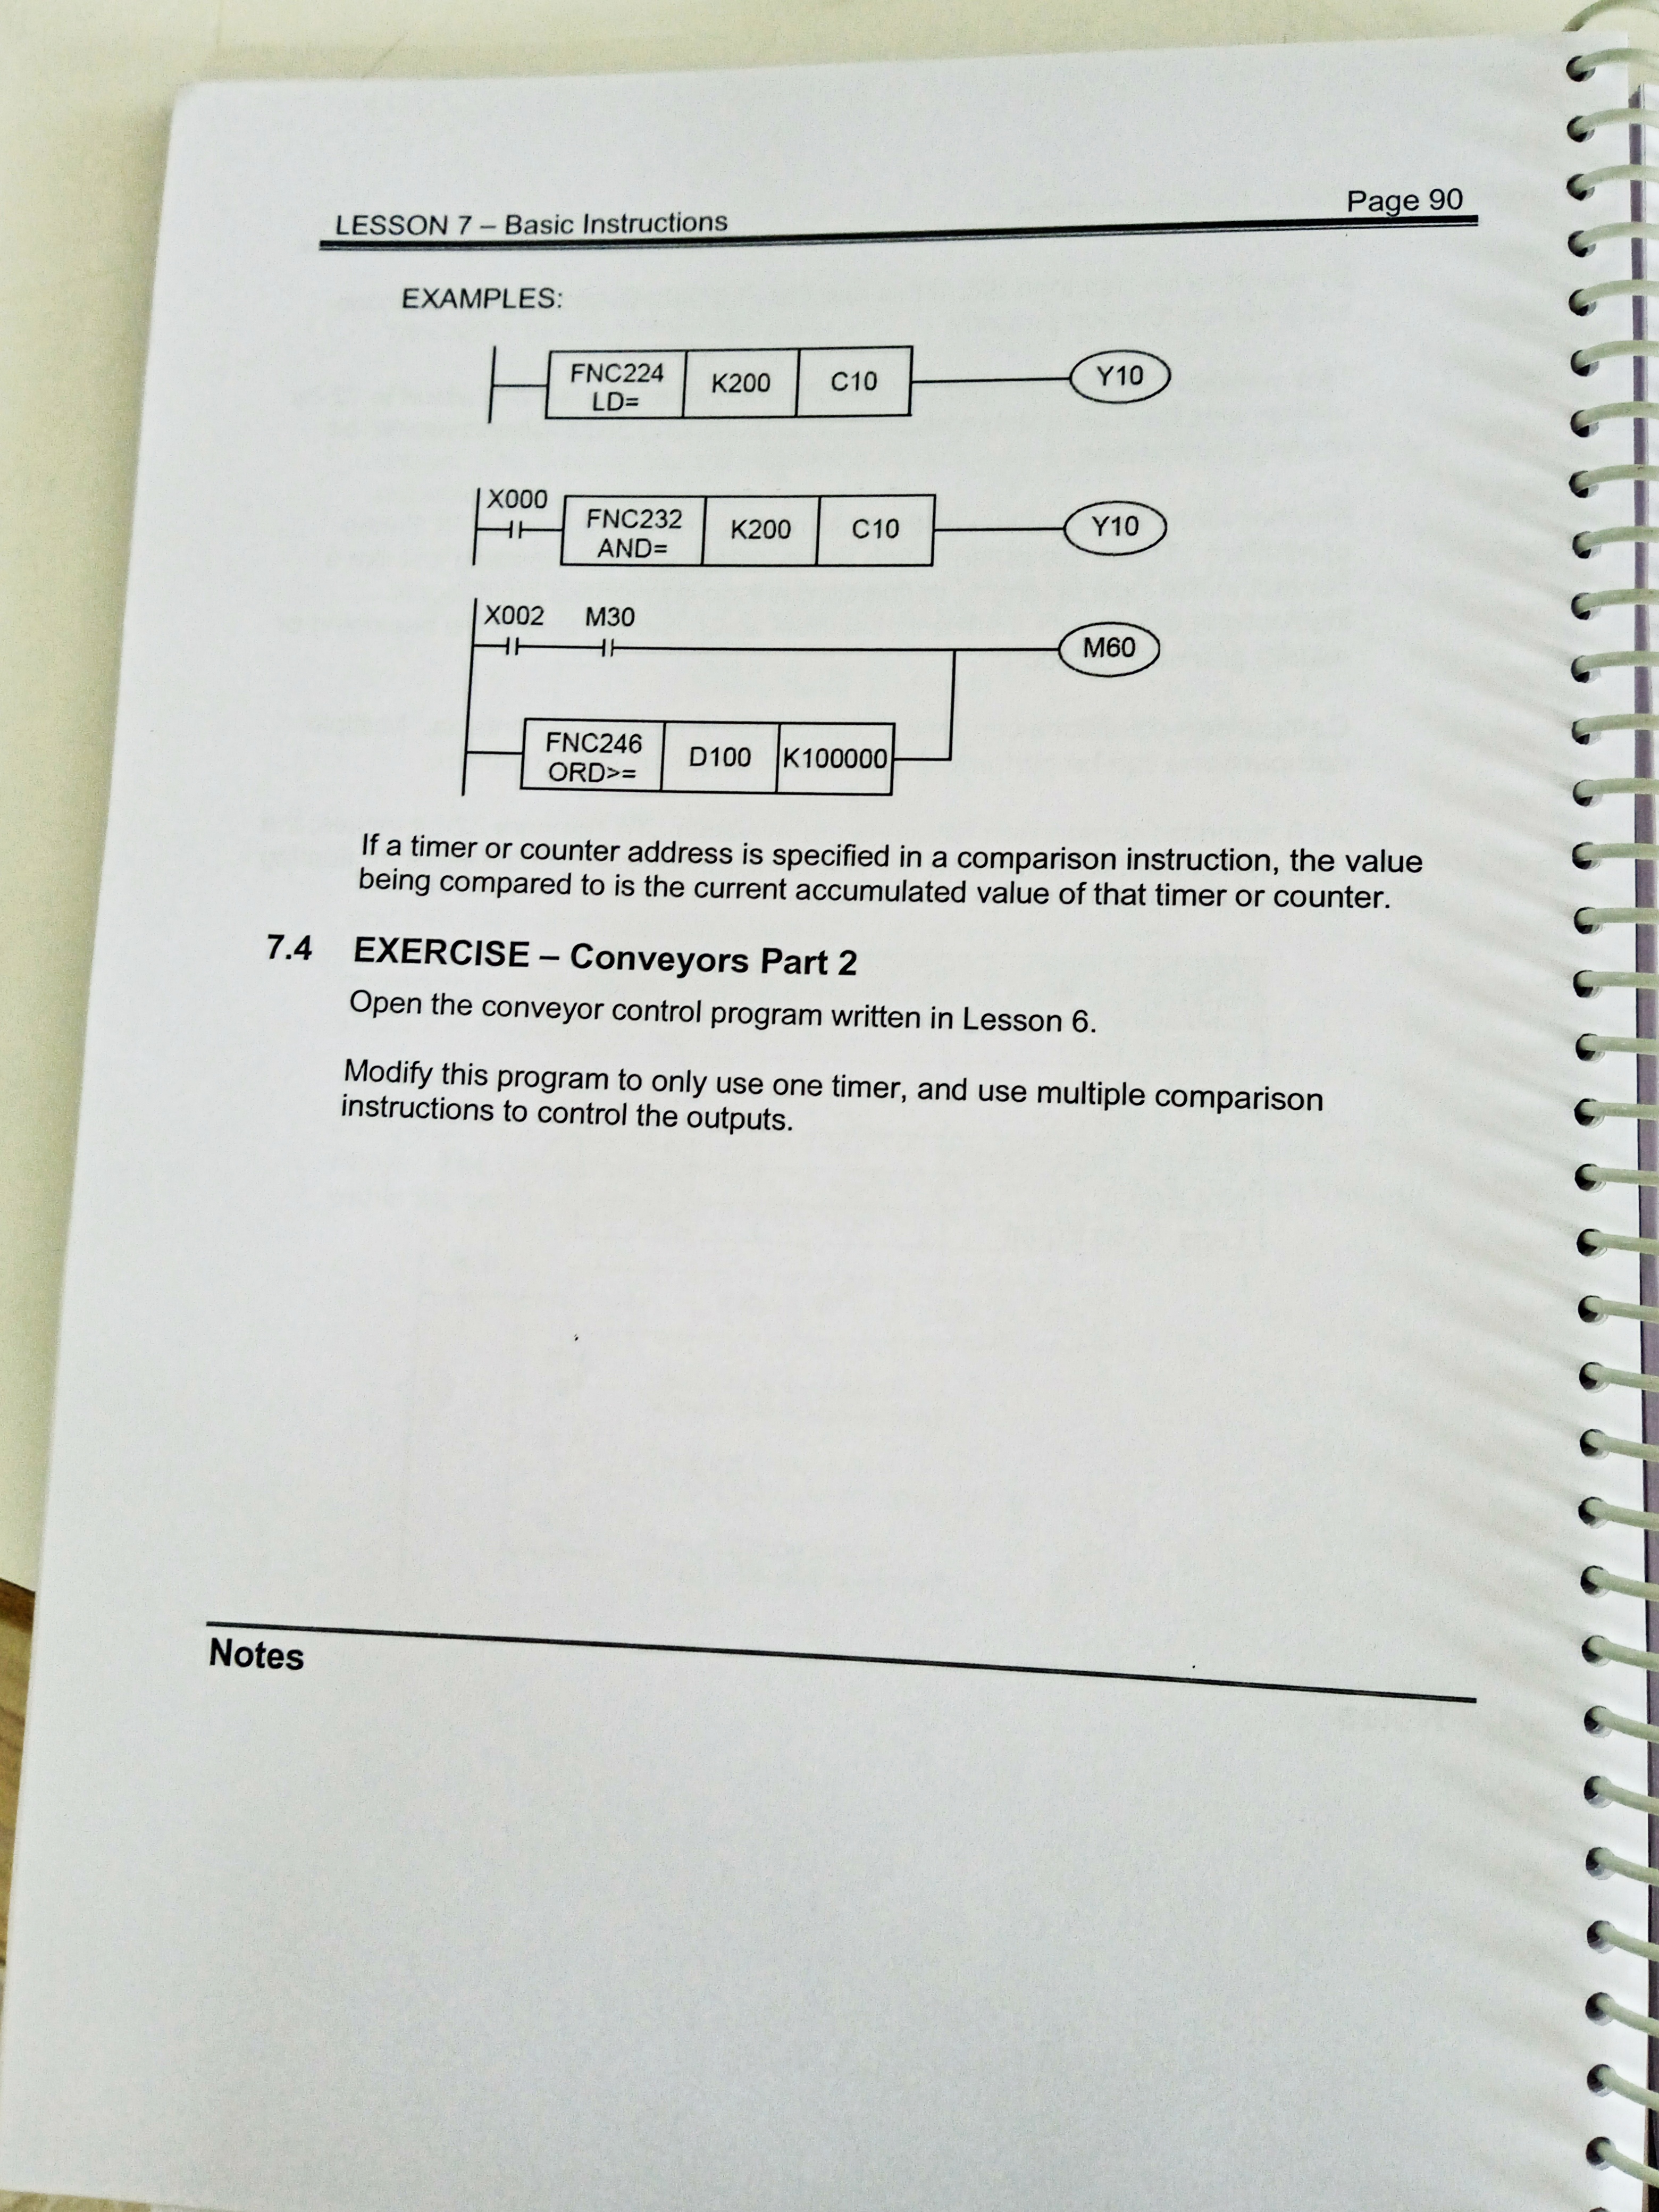 LESSON 7 – Basic Instructions Page 90
EXAMPLES:
FNC224 K200 C10 Y10
LD=
X000
FNC232 K200 C10 Y10
AND=
X002 M30
M60
FNC246 D100 K100000
ORD>=
If a timer or counter address is specified in a comparison instruction, the value
being compared to is the current accumulated value of that timer or counter.
7.4 EXERCISE – Conveyors Part 2
Open the conveyor control program written in Lesson 6.
Modify this program to only use one timer, and use multiple comparison
instructions to control the outputs.
Notes